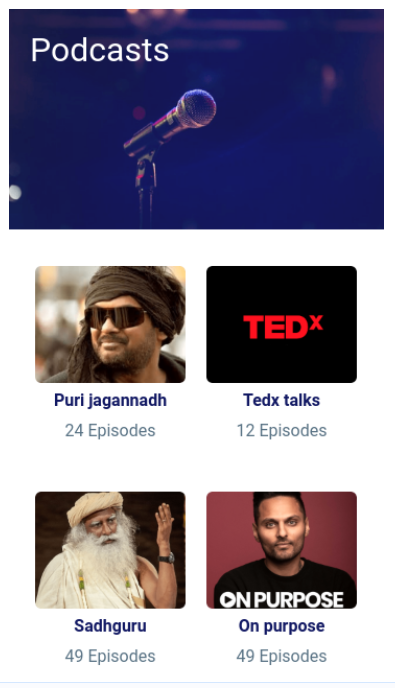 Podcasts
TEDx
Puri jagannadh
Tedx talks
24 Episodes
12 Episodes
ON PURPOSE
Sadhguru
On purpose
49 Episodes
49 Episodes